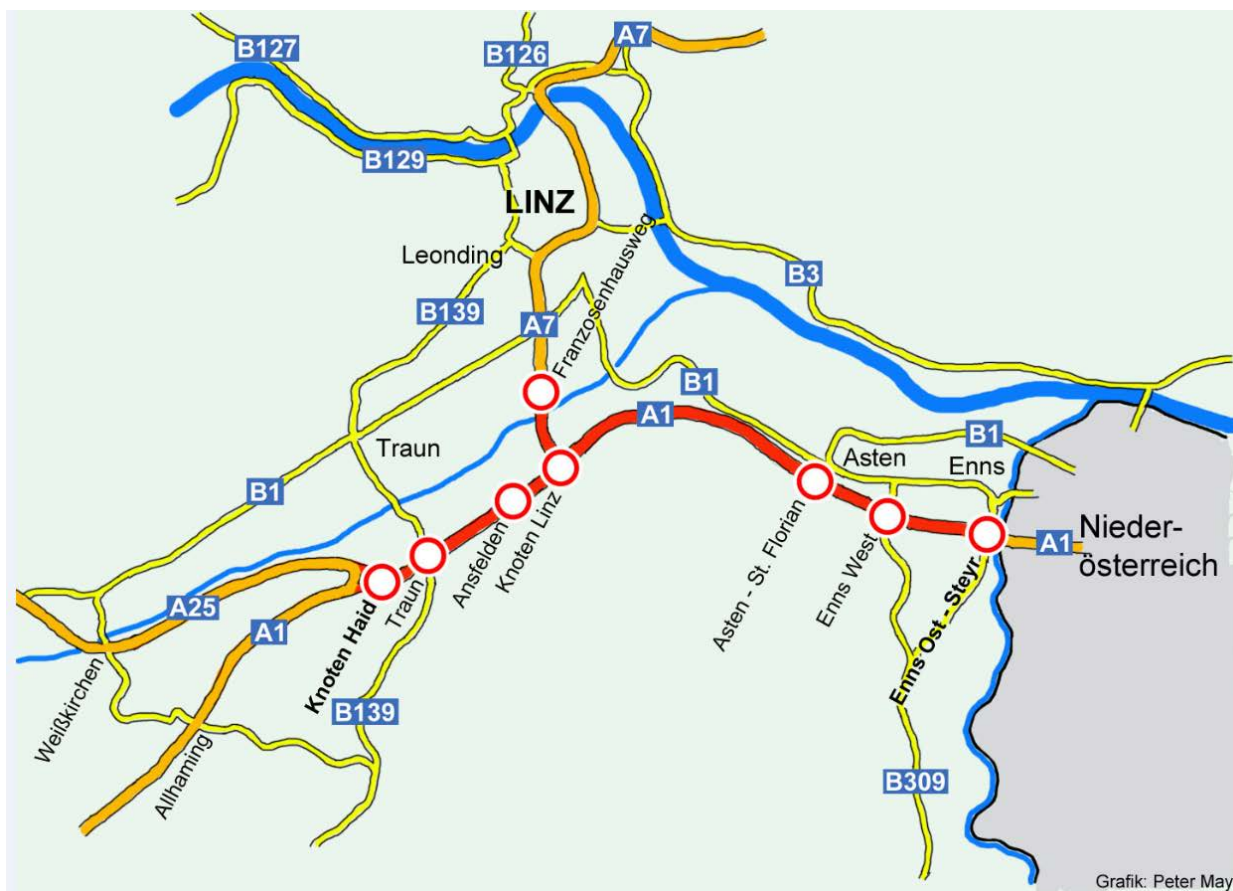 A7
B127
B126
B129
LINZ
Franzosenhausweg
Leonding
B3
B139
A7
B1
A1
Traun
Asten
B1
Enns
B1
Nieder-
österreich
A1
Knoten Linz
Ansfelden
Traun
Asten - St. Florian
Enns West
Enns Ost - Steyr
A25
A1
Knoten Haid
Weißkirchen
B139
Allhaming
B309
Grafik: Peter May